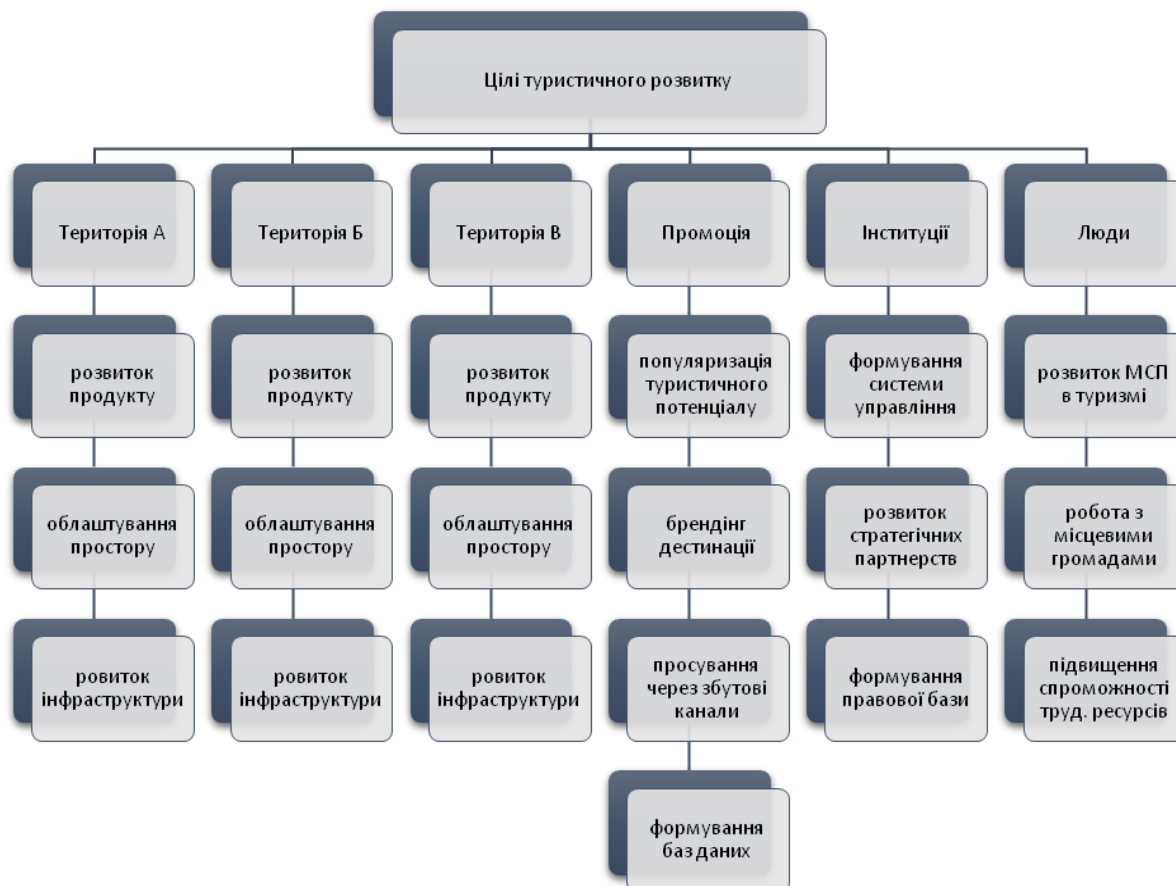 Цілі туристичного розвитку
Територія А
Територія Б
Територія В
Промоція
Інституції
Люди
розвиток
продукту
розвиток
продукту
розвиток
продукту
популяризація
туристичного
потенціалу
формування
системи
управління
розвиток МСП
в туризмі
облаштування
простору
облаштування
простору
облаштування
простору
брендінг
дестинації
розвиток
стратегічних
партнерств
робота з
місцевими
громадами
ровиток
інфраструктури
ровиток
інфраструктури
ровиток
інфраструктури
просування
через збутові
канали
формування
правової бази
підвищення
спроможності
труд. ресурсів
формування
баз даних